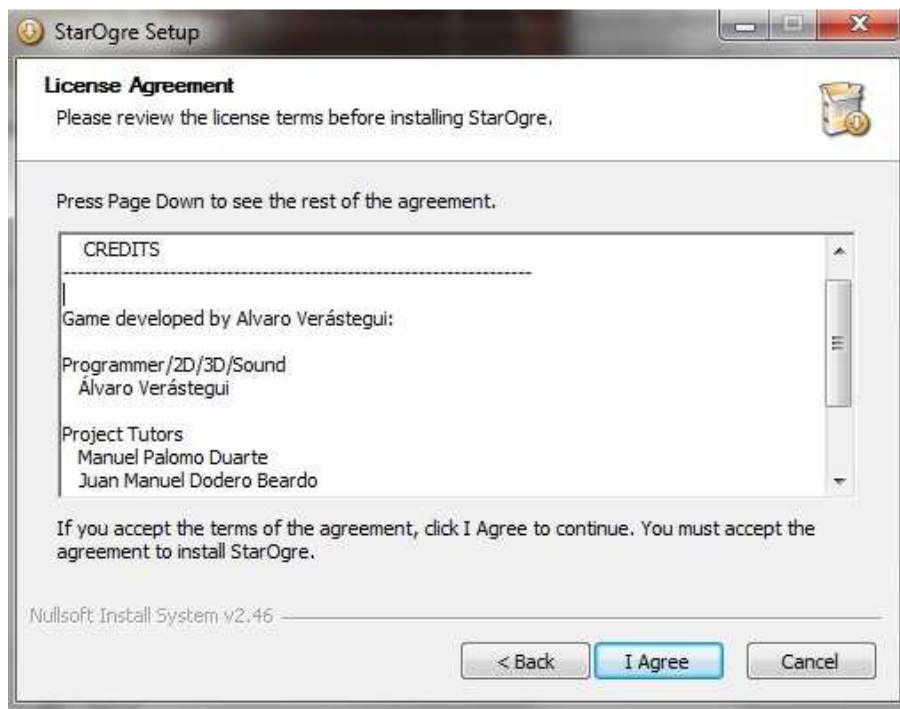 StarOgre Setup
License Agreement
Please review the license terms before installing StarOgre.
Press Page Down to see the rest of the agreement.
CREDITS
----------------------------------------------------------------
Game developed by Alvaro Verástegui:
Programmer/2D/3D/Sound
Álvaro Verástegui
Project Tutors
Manuel Palomo Duarte
Juan Manuel Dodero Beardo
If you accept the terms of the agreement, click I Agree to continue. You must accept the
agreement to install StarOgre.
Nullsoft Install System v2.46
< Back I Agree Cancel